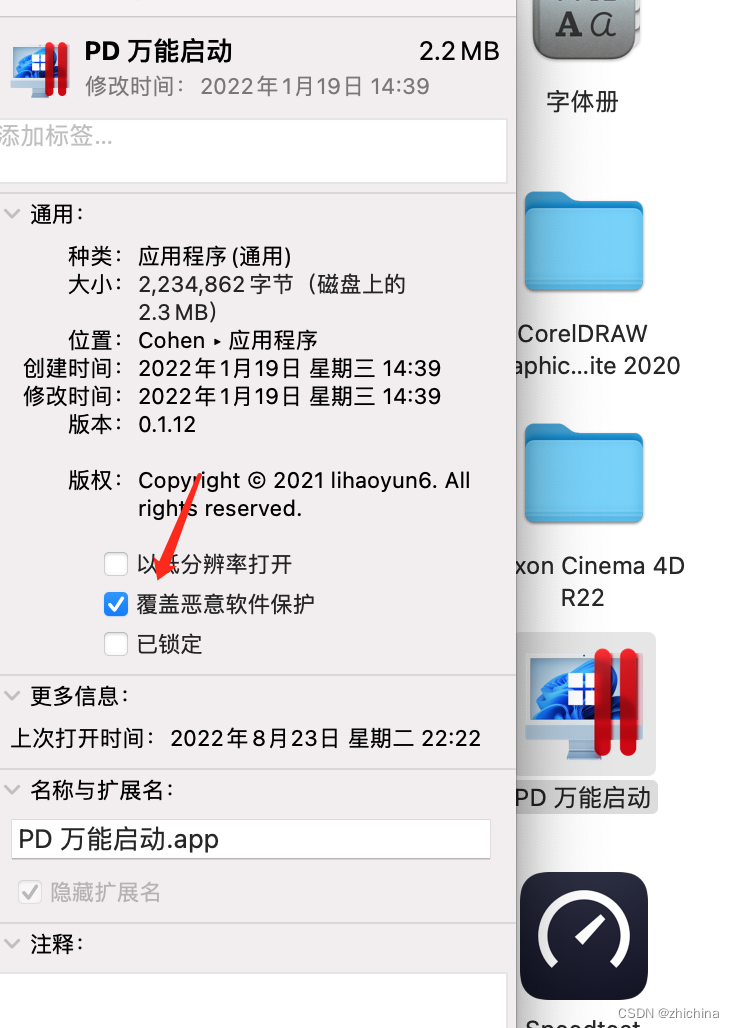 PD 万能启动
2.2 MB
修改时间： 2022年1月19日 14:39
添加标签...
通用：
种类： 应用程序 (通用)
大小： 2,234,862 字节（磁盘上的
2.3 MB）
位置： Cohen ▸ 应用程序
创建时间： 2022年1月19日 星期三 14:39
修改时间： 2022年1月19日 星期三 14:39
版本： 0.1.12
版权： Copyright © 2021 lihaoyun6. All
rights reserved.
以低分辨率打开
覆盖恶意软件保护
已锁定
更多信息：
上次打开时间： 2022年8月23日 星期二 22:22
名称与扩展名：
PD 万能启动.app
隐藏扩展名
注释：
字体册
CorelDRAW
aphic...ite 2020
xon Cinema 4D
R22
PD 万能启动
Speedtest
CSDN @zhichina